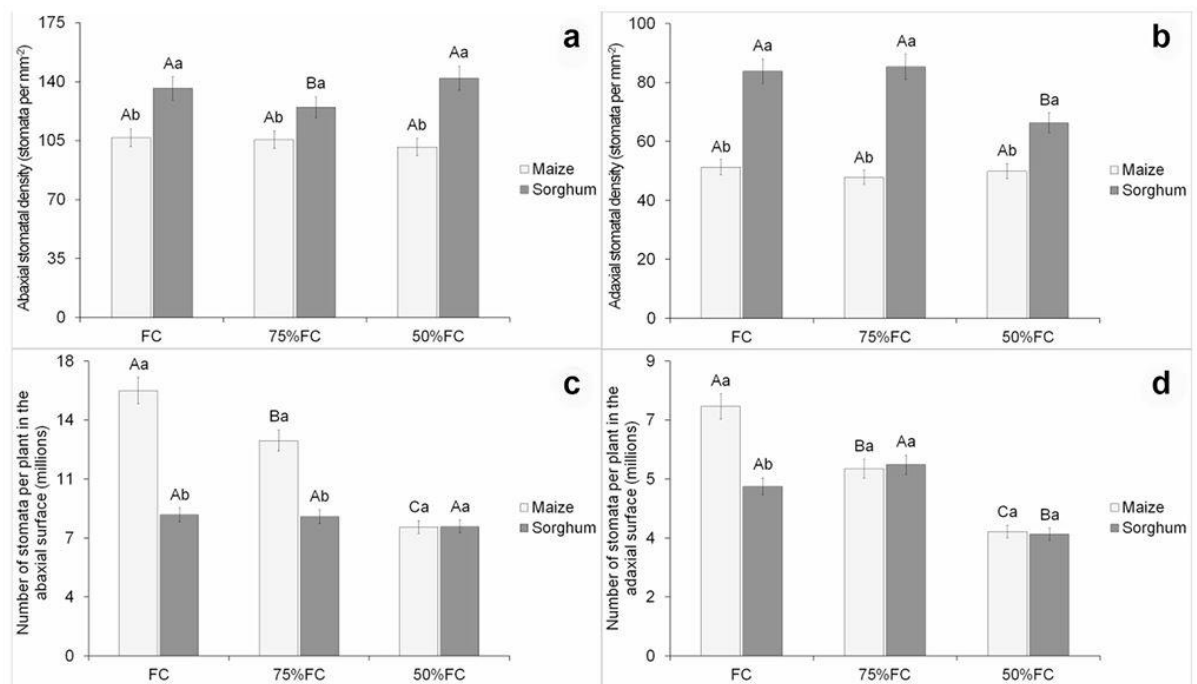 a
Abaxial stomatal density (stomata per mm-2)
175
140
105
70
35
0
Ab
Aa
Ab
Ba
Ab
Aa
FC
75%FC
50%FC
Maize
Sorghum
b
Adaxial stomatal density (stomata per mm-2)
100
80
60
40
20
0
Ab
Aa
Ab
Aa
Ab
Ba
FC
75%FC
50%FC
Maize
Sorghum
c
Number of stomata per plant in the
abaxial surface (millions)
18
14
11
7
4
0
Aa
Ab
Ba
Ab
Ca
Aa
FC
75%FC
50%FC
Maize
Sorghum
d
Number of stomata per plant in the
adaxial surface (millions)
9
7
5
4
2
0
Aa
Ab
Ba
Aa
Ca
Ba
FC
75%FC
50%FC
Maize
Sorghum